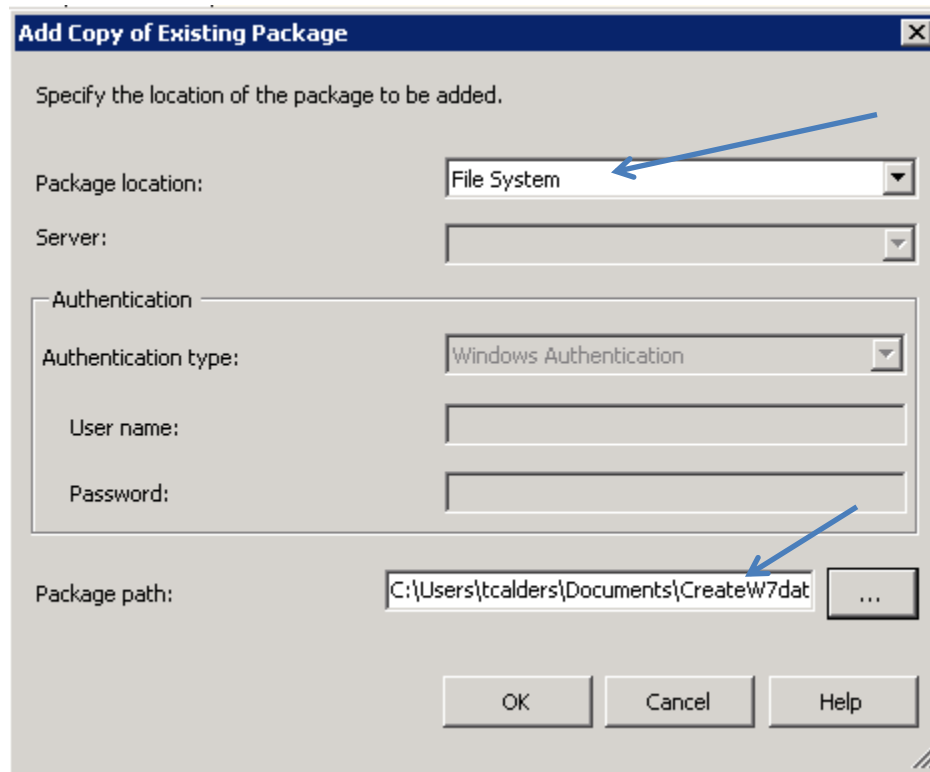 Add Copy of Existing Package
Specify the location of the package to be added.
Package location: File System
Server:
Authentication
Authentication type: Windows Authentication
User name:
Password:
Package path: C:\Users\tcalders\Documents\CreateW7dat ...
OK Cancel Help